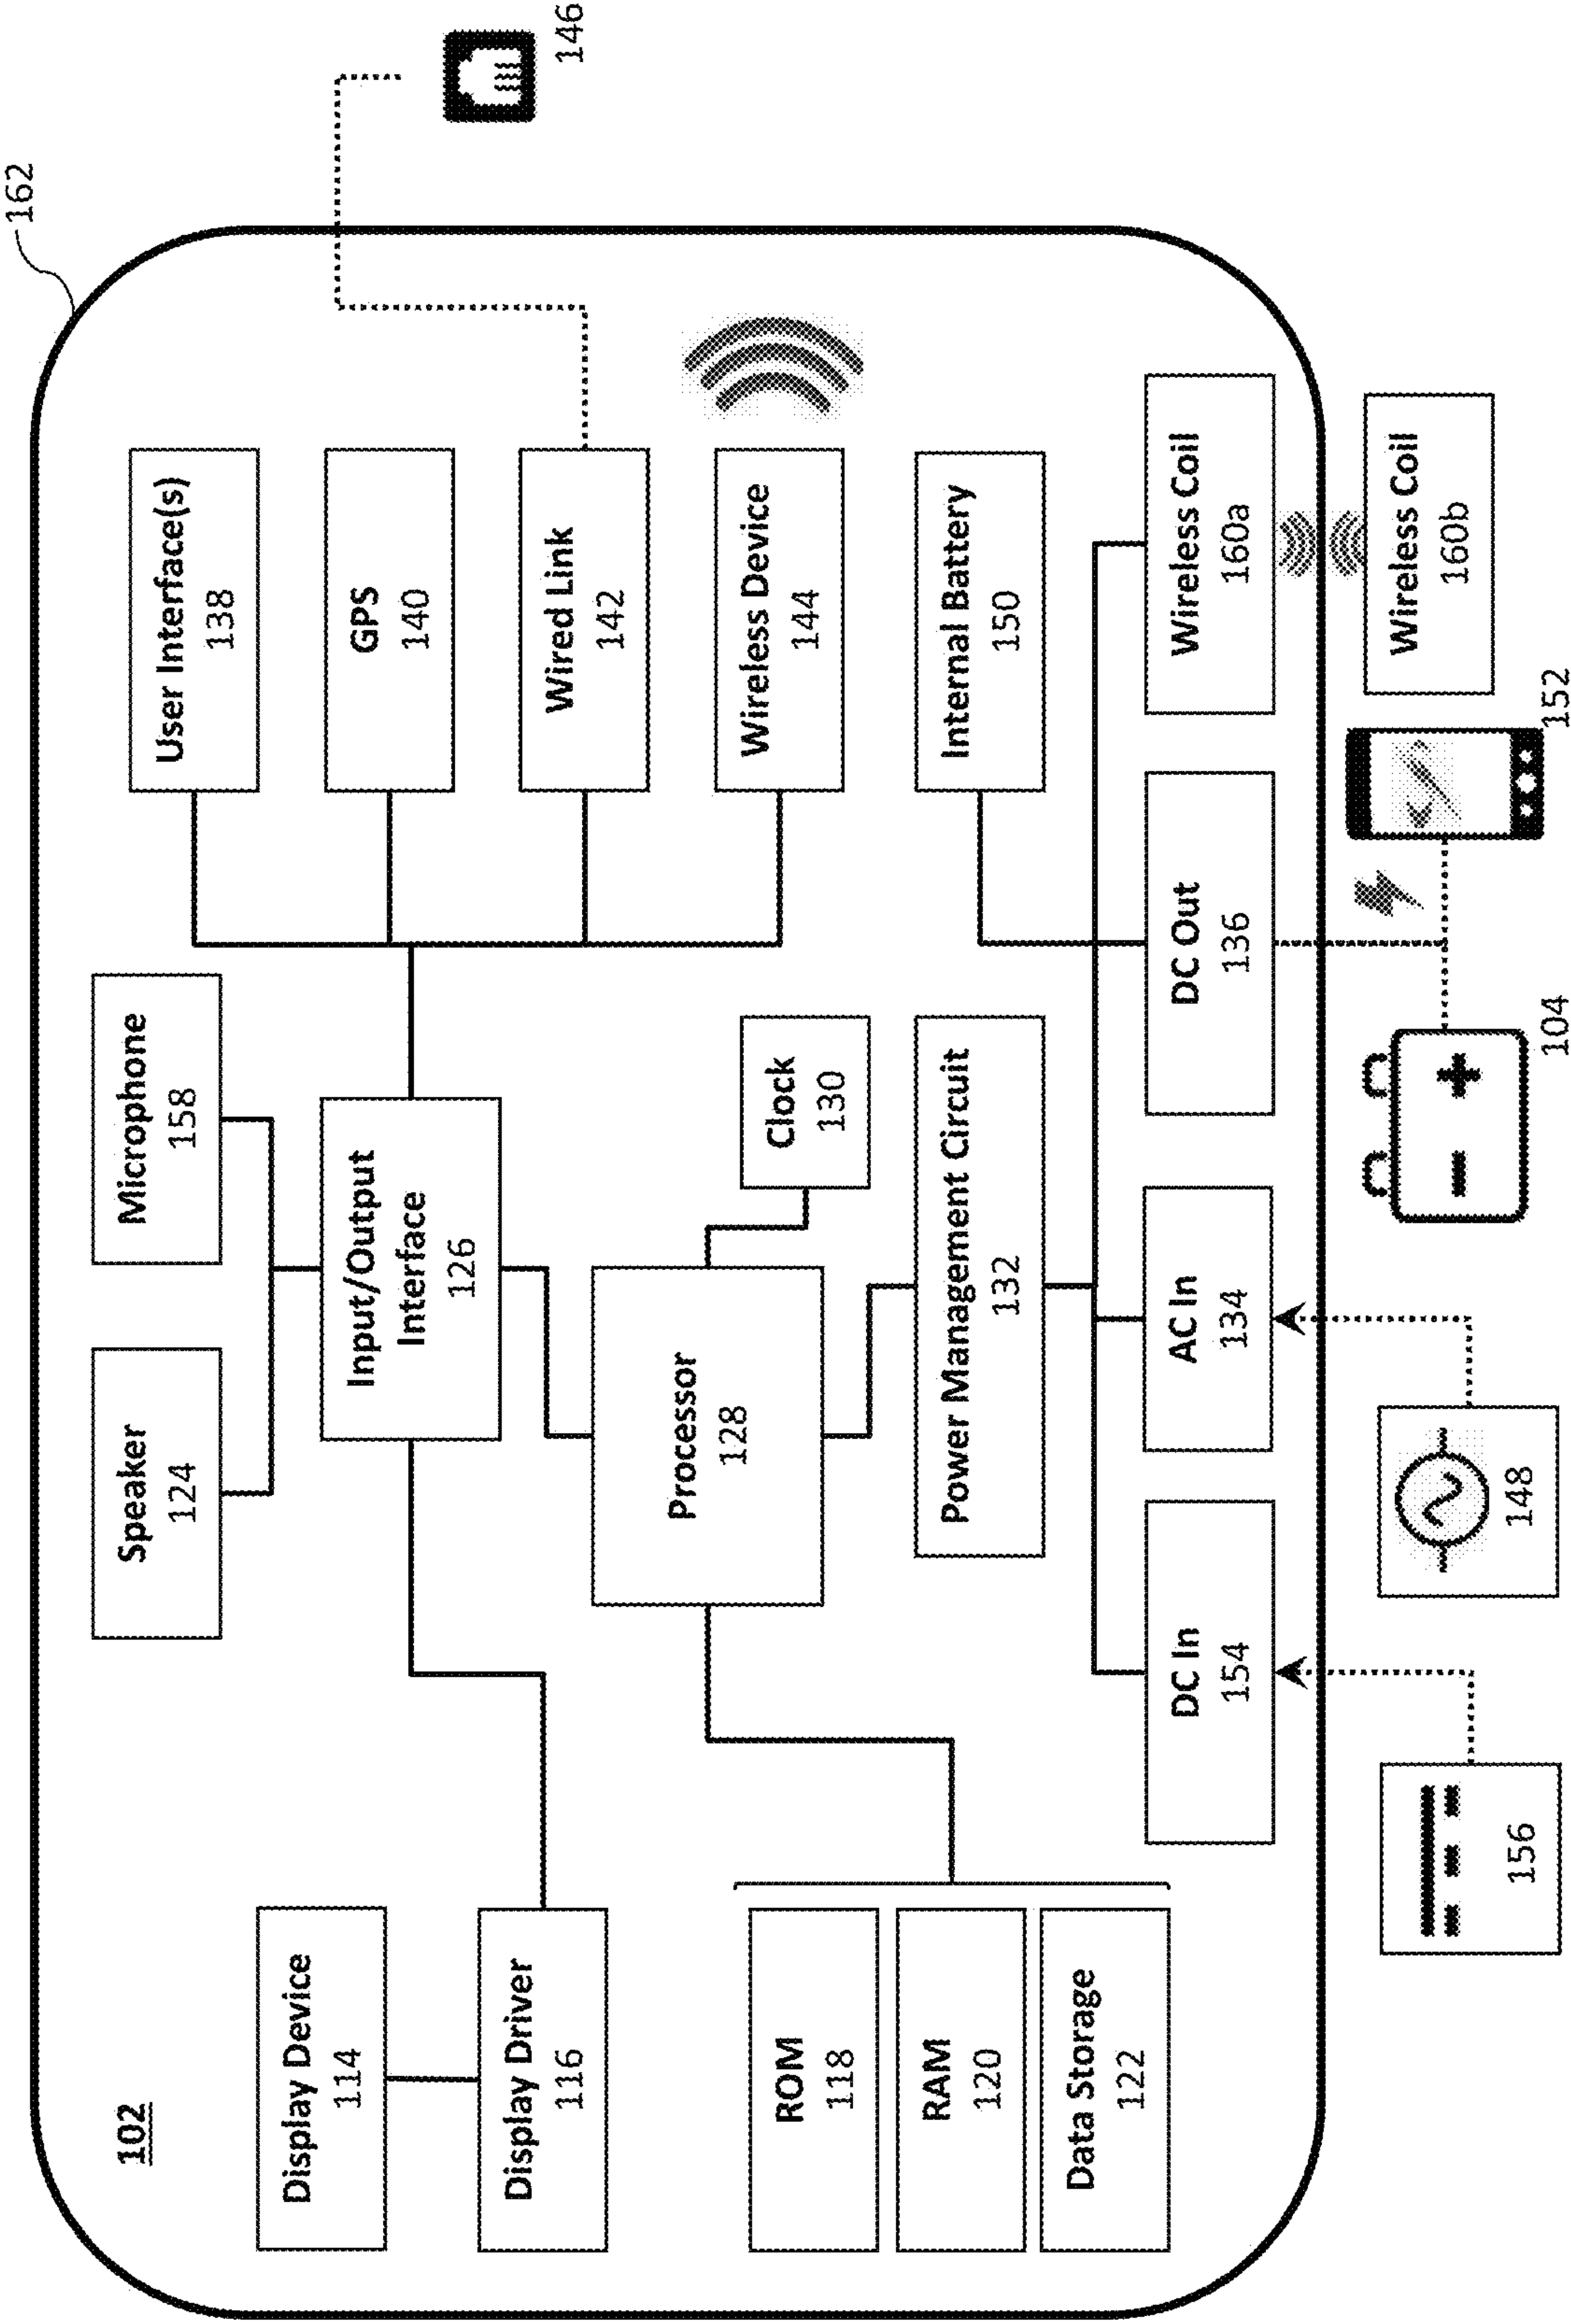 102
162
Speaker
124
Microphone
158
User Interface(s)
138
Display Device
114
Input/Output
Interface
126
GPS
140
146
Display Driver
116
Wired Link
142
Processor
128
Clock
130
Wireless Device
144
ROM
118
RAM
120
Data Storage
122
Power Management Circuit
132
Internal Battery
150
DC In
154
AC In
134
DC Out
136
Wireless Coil
160a
156
148
104
152
Wireless Coil
160b